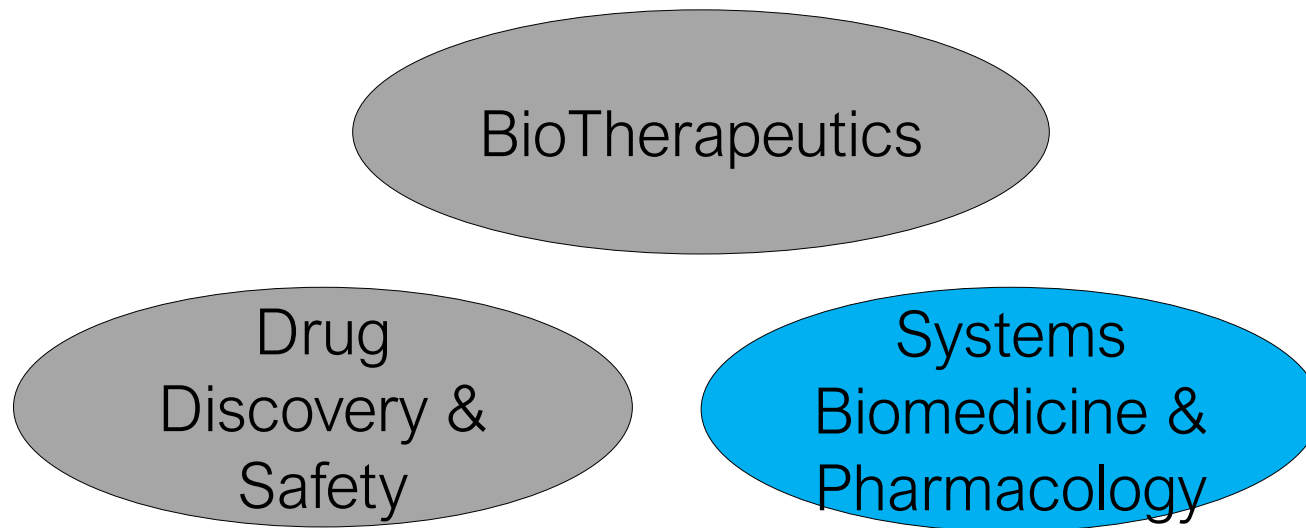 BioTherapeutics
Drug
Discovery &
Safety
Systems
Biomedicine &
Pharmacology